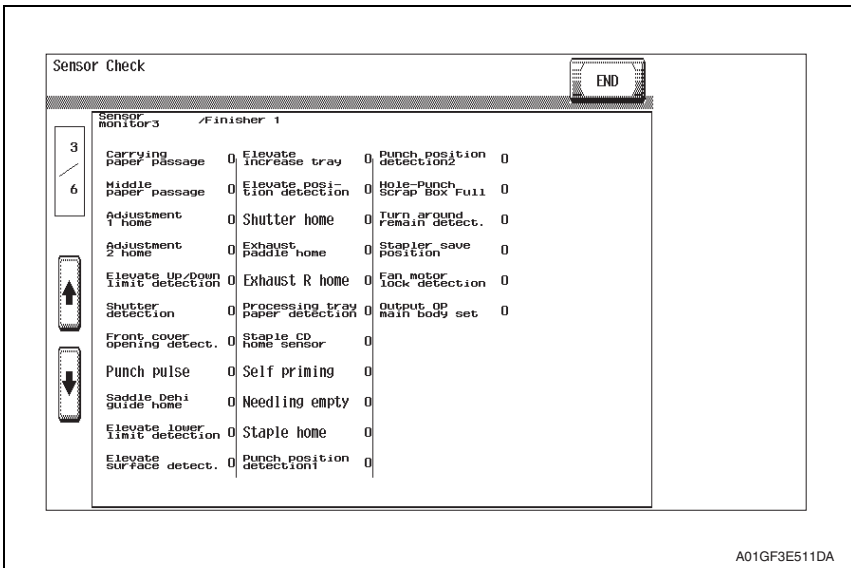 Sensor Check
END
Sensor
monitor3 /Finisher 1
3
/
6
Carrying
paper passage 0
Middle
paper passage 0
Adjustment
1 home 0
Adjustment
2 home 0
Elevate Up/Down
limit detection 0
Shutter
detection 0
Front cover
opening detect. 0
Punch pulse 0
Saddle Dehi
guide home 0
Elevate lower
limit detection 0
Elevate
surface detect. 0
Elevate
increase tray 0
Elevate posi-
tion detection 0
Shutter home 0
Exhaust
paddle home 0
Exhaust R home 0
Processing tray
paper detection 0
Staple CD
home sensor 0
Self priming 0
Needling empty 0
Staple home 0
Punch position
detection1 0
Punch position
detection2 0
Hole-Punch
Scrap Box Full 0
Turn around
remain detect. 0
Stapler save
position 0
Fan motor
lock detection 0
Output OP
main body set 0
A01GF3E511DA